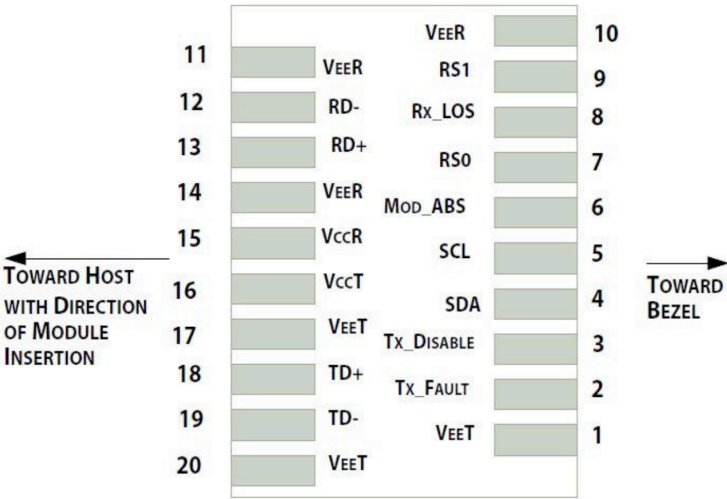 VEER 10
11 VEER
RS1 9
12 RD-
RX_LOS 8
13 RD+
RS0 7
14 VEER
MOD_ABS 6
15 VccR
SCL 5
16 VccT
SDA 4
17 VEET
TX_DISABLE 3
18 TD+
TX_FAULT 2
19 TD-
VEET 1
20 VEET
TOWARD HOST
WITH DIRECTION
OF MODULE
INSERTION
TOWARD
BEZEL